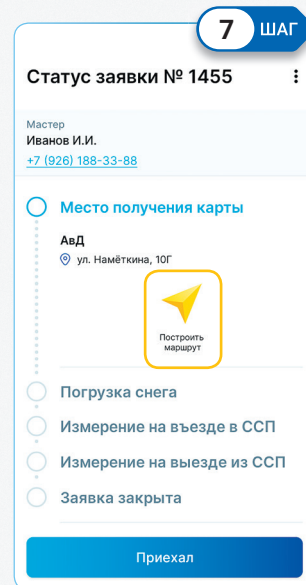 7 ШАГ
Статус заявки № 1455
Мастер
Иванов И.И.
+7 (926) 188-33-88
Место получения карты
АвД
ул. Намёткина, 10Г
Построить
маршрут
Погрузка снега
Измерение на въезде в ССП
Измерение на выезде из ССП
Заявка закрыта
Приехал